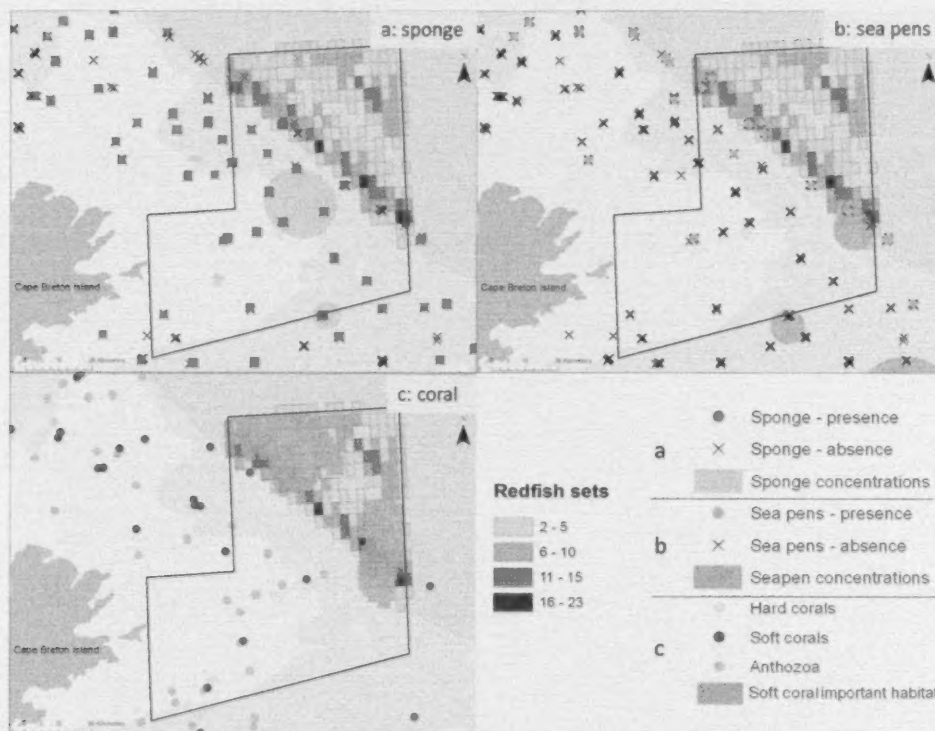 a: sponge
b: sea pens
Cape Breton Island
Cape Breton Island
c: coral
Cape Breton Island
Redfish sets
2 - 5
6 - 10
11 - 15
16 - 23
a
Sponge - presence
Sponge - absence
Sponge concentrations
b
Sea pens - presence
Sea pens - absence
Seapen concentrations
c
Hard corals
Soft corals
Anthozoa
Soft coral important habitat